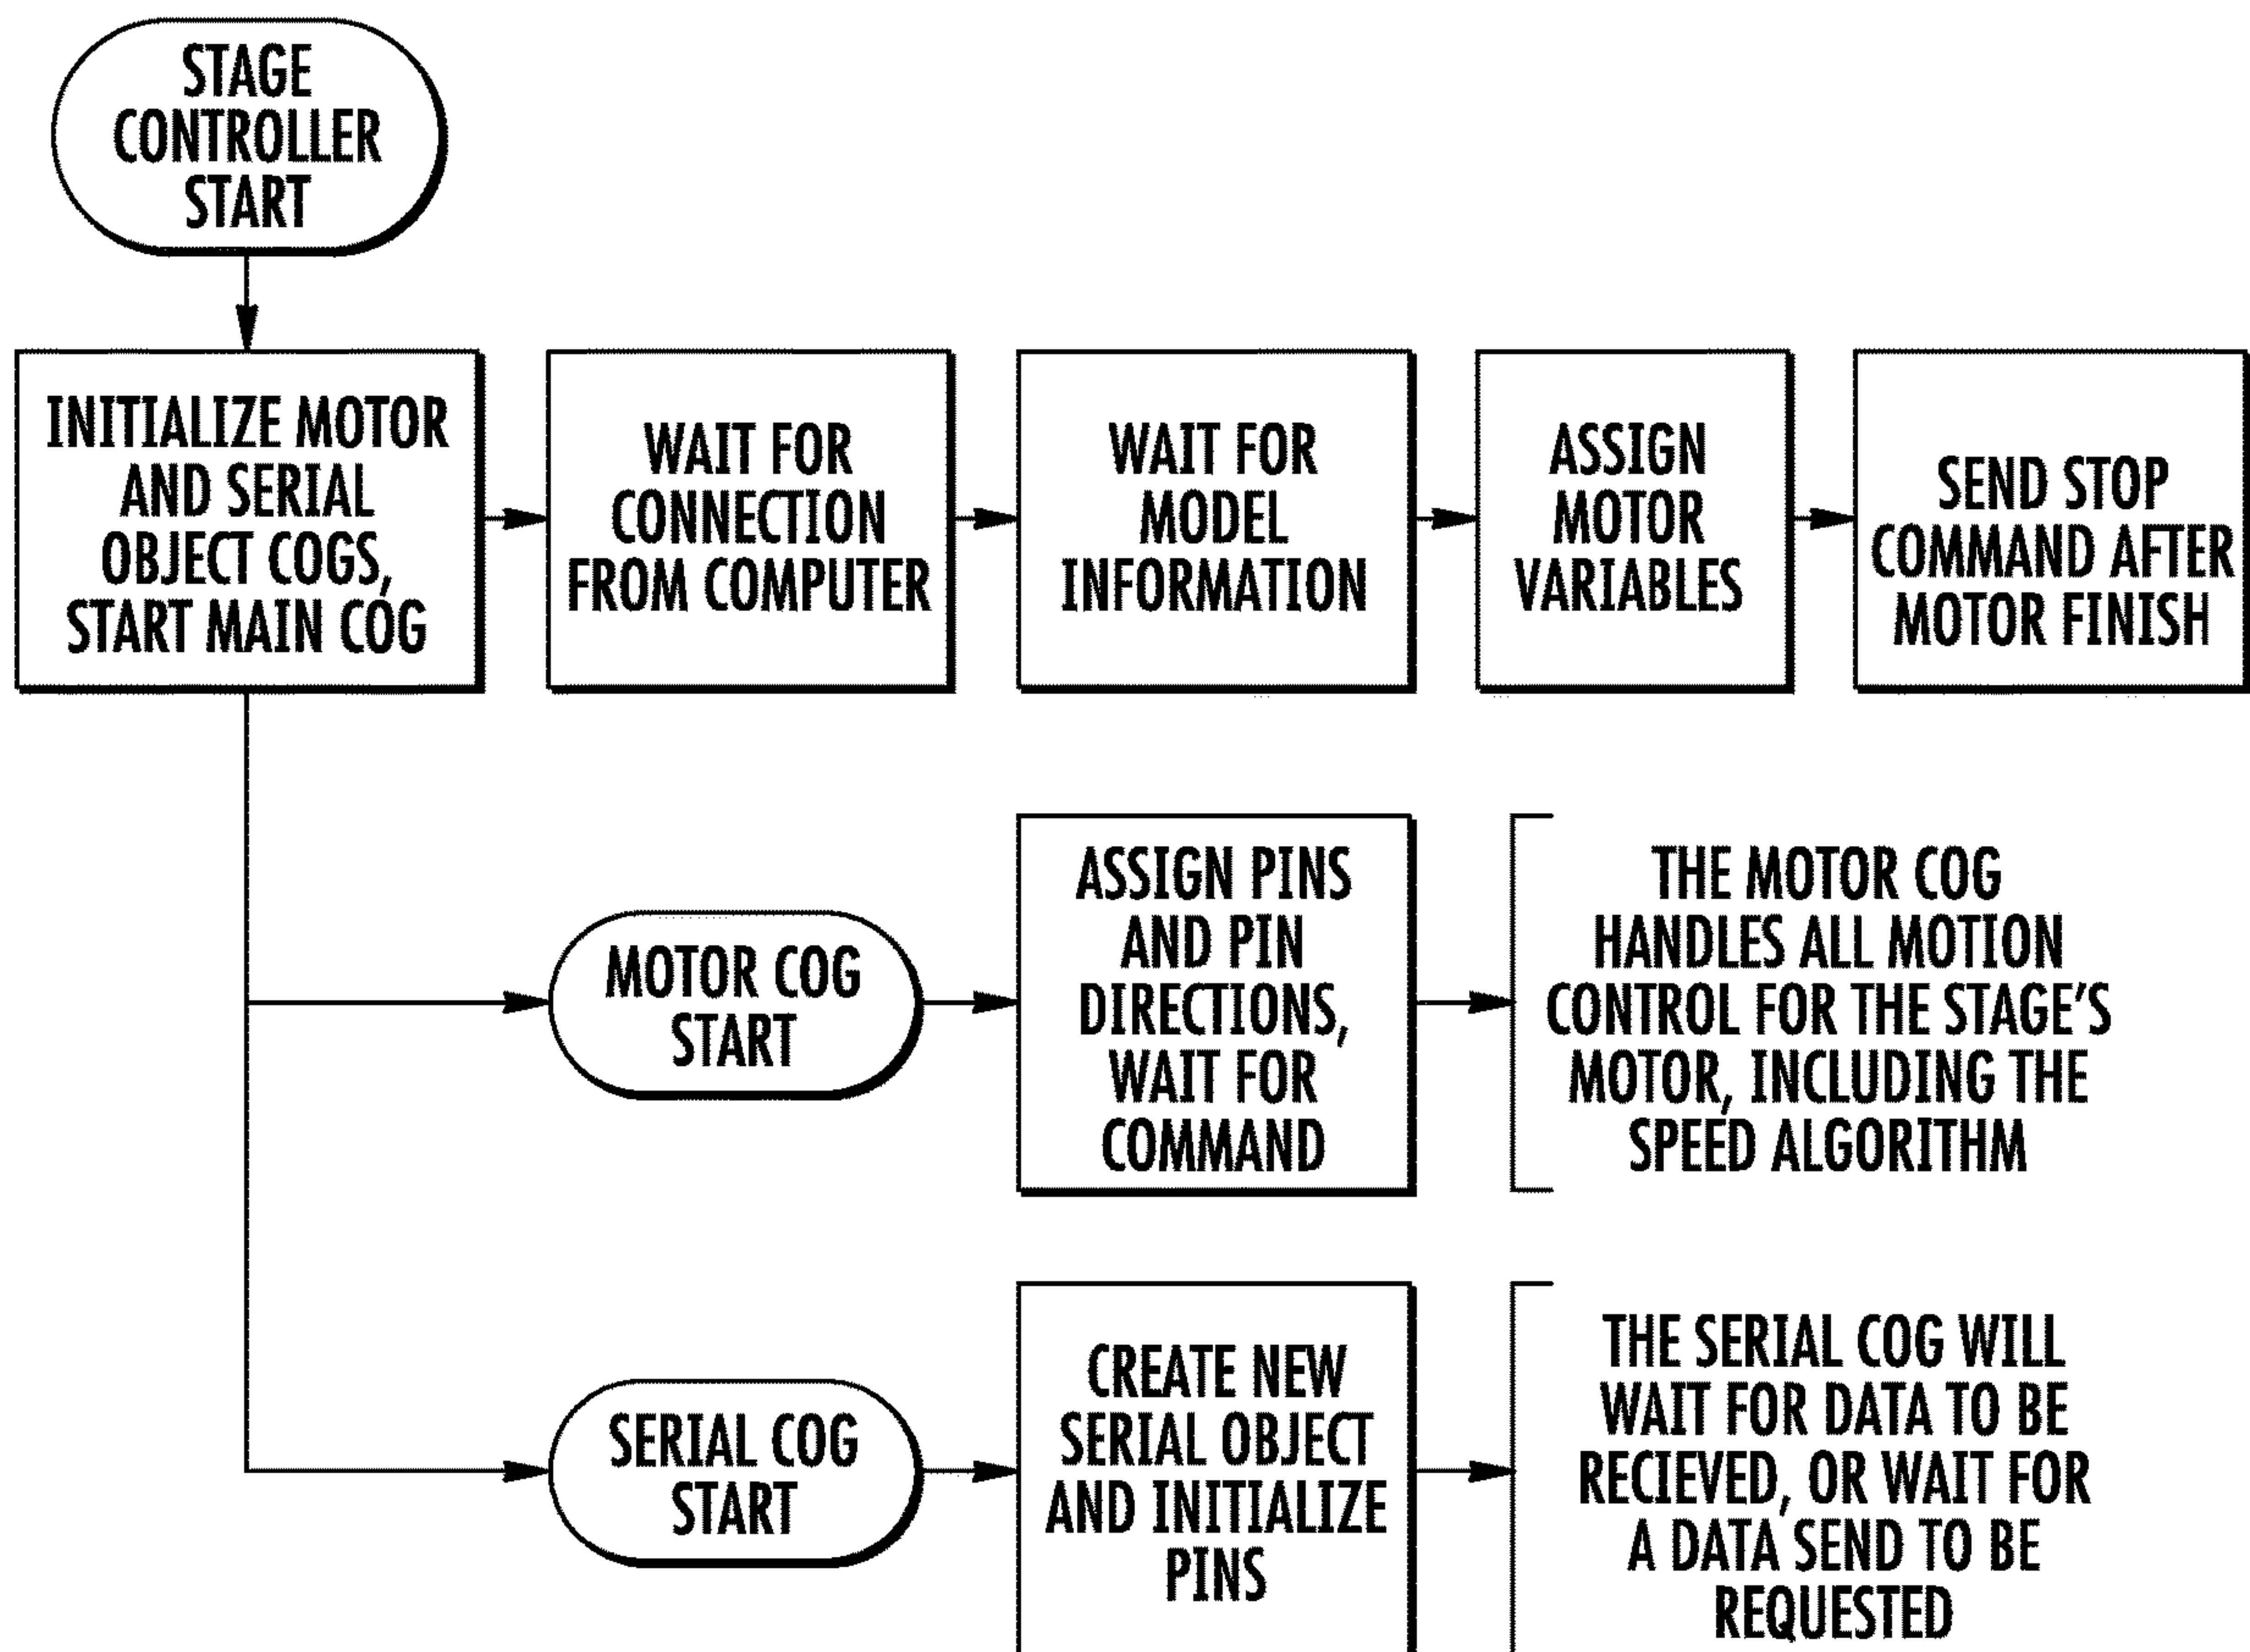 STAGE
CONTROLLER
START
INITIALIZE MOTOR
AND SERIAL
OBJECT COGS,
START MAIN COG
WAIT FOR
CONNECTION
FROM COMPUTER
WAIT FOR
MODEL
INFORMATION
ASSIGN
MOTOR
VARIABLES
SEND STOP
COMMAND AFTER
MOTOR FINISH
MOTOR COG
START
ASSIGN PINS
AND PIN
DIRECTIONS,
WAIT FOR
COMMAND
THE MOTOR COG
HANDLES ALL MOTION
CONTROL FOR THE STAGE'S
MOTOR, INCLUDING THE
SPEED ALGORITHM
SERIAL COG
START
CREATE NEW
SERIAL OBJECT
AND INITIALIZE
PINS
THE SERIAL COG WILL
WAIT FOR DATA TO BE
RECIEVED, OR WAIT FOR
A DATA SEND TO BE
REQUESTED